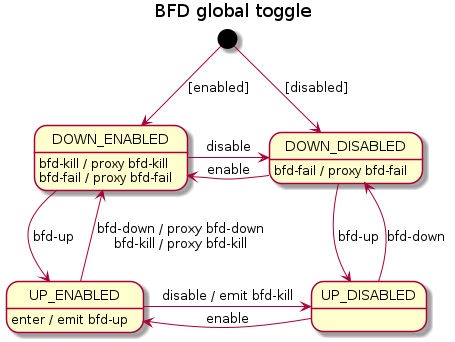 BFD global toggle
[enabled]
[disabled]
DOWN_ENABLED
bfd-kill / proxy bfd-kill
bfd-fail / proxy bfd-fail
disable
enable
DOWN_DISABLED
bfd-fail / proxy bfd-fail
bfd-up
bfd-down / proxy bfd-down
bfd-kill / proxy bfd-kill
bfd-up
bfd-down
UP_ENABLED
enter / emit bfd-up
disable / emit bfd-kill
enable
UP_DISABLED